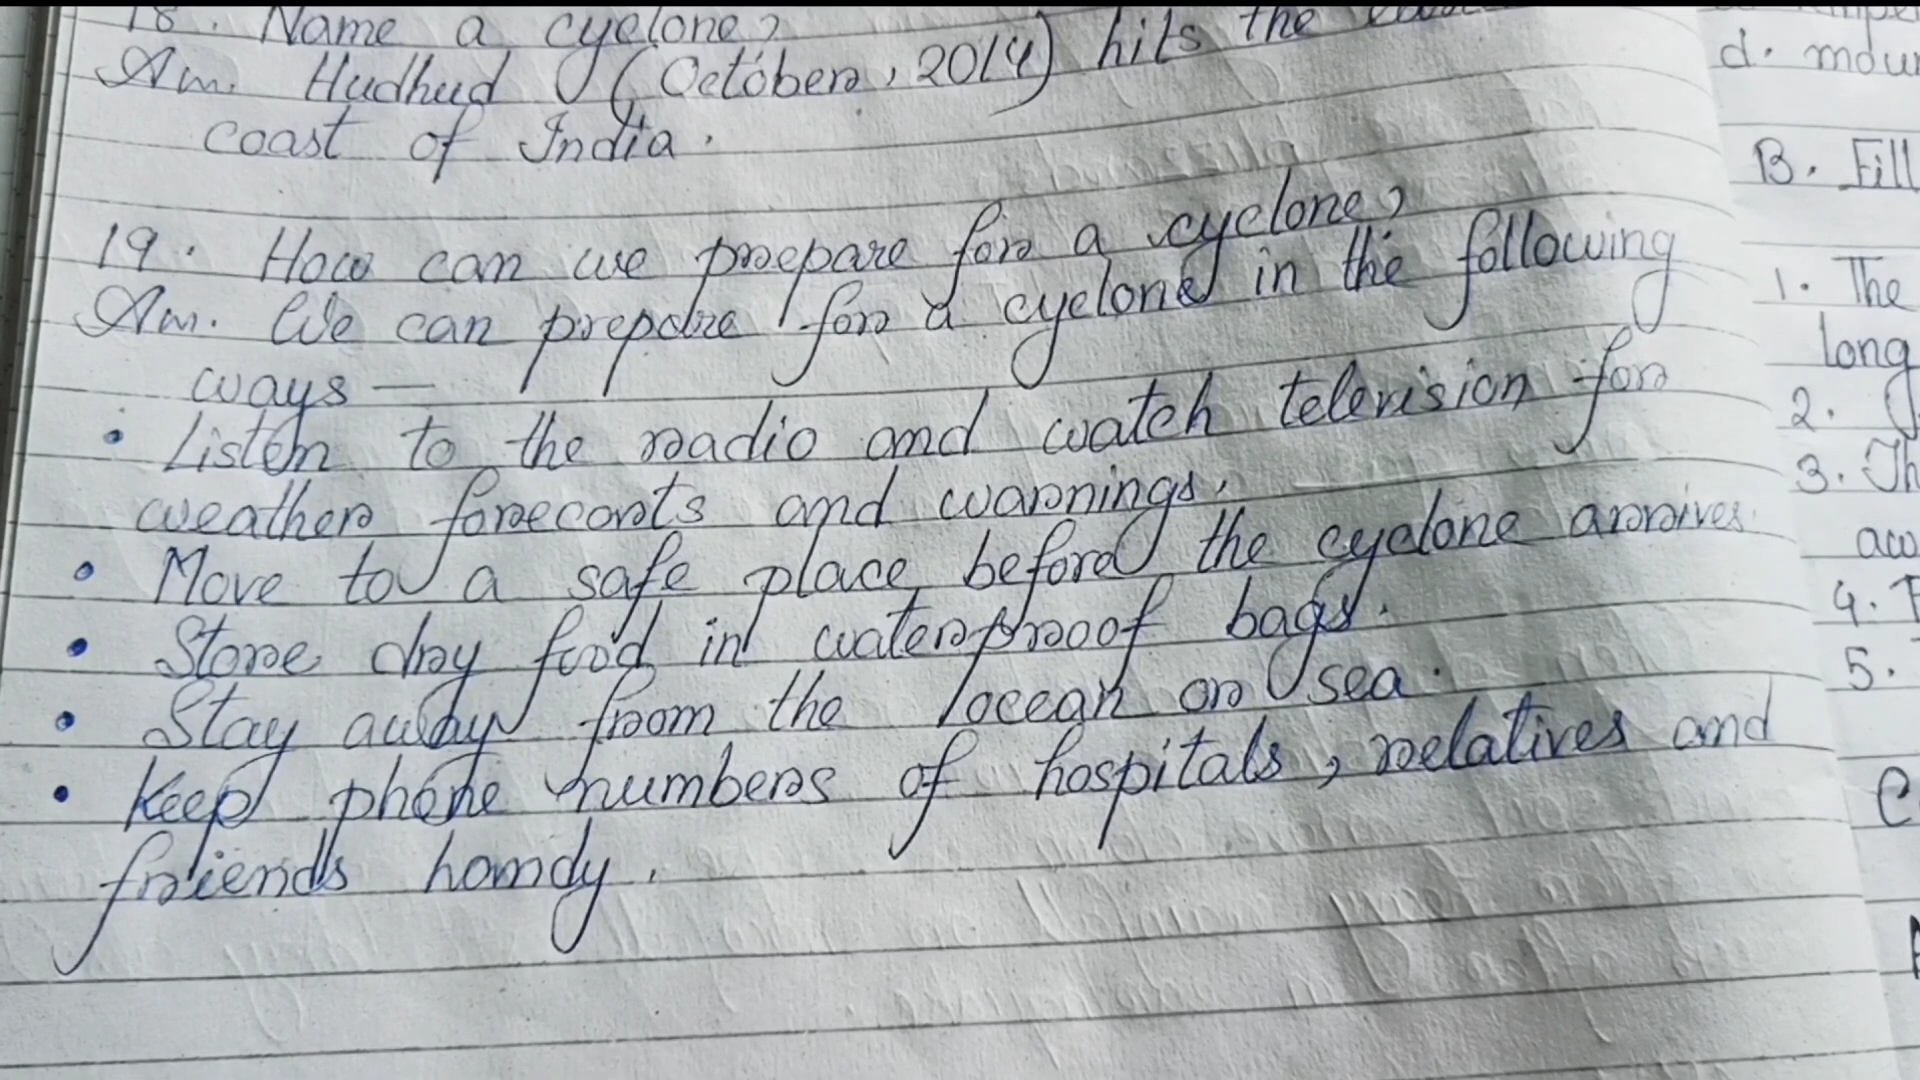 18. Name a cyclone?
Ans. Hudhud (October, 2014) hits the
coast of India.
19. How can we prepare for a cyclone?
Ans. We can prepare for a cyclone in the following
ways —
• Listen to the radio and watch television for
weather forecasts and warnings.
• Move to a safe place before the cyclone arrives.
• Store dry food in waterproof bags.
• Stay away from the ocean or sea.
• Keep phone numbers of hospitals, relatives and
friends handy.
d.
B. Fill
1. The
long
2.
3.
4.
5.